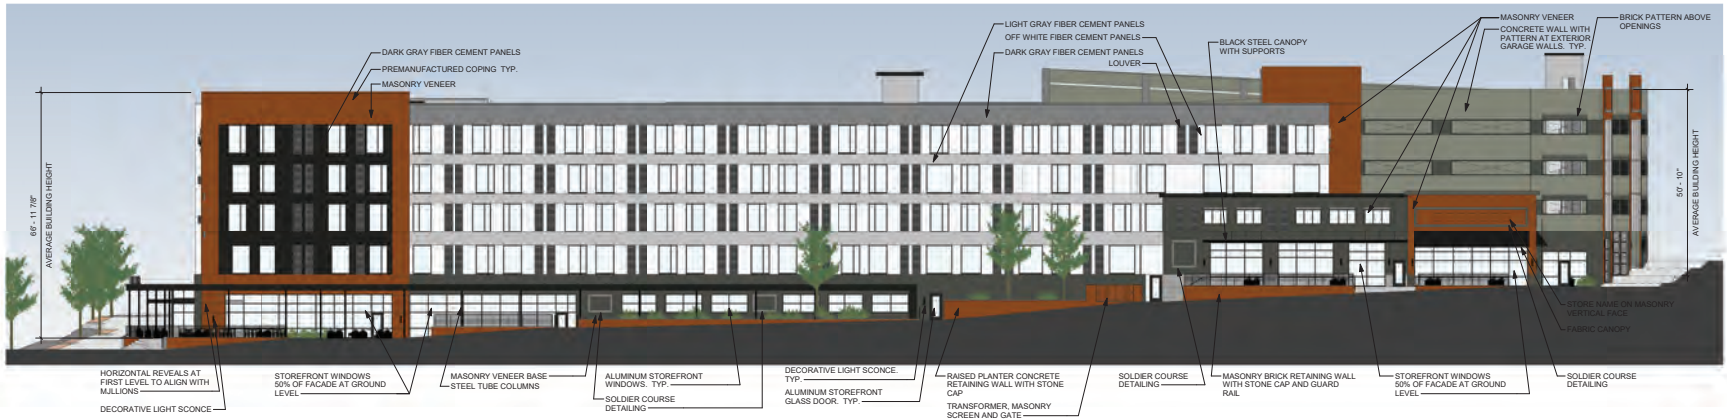 DARK GRAY FIBER CEMENT PANELS
PREMANUFACTURED COPING TYP.
MASONRY VENEER
LIGHT GRAY FIBER CEMENT PANELS
OFF WHITE FIBER CEMENT PANELS
DARK GRAY FIBER CEMENT PANELS
LOUVER
BLACK STEEL CANOPY
WITH SUPPORTS
MASONRY VENEER
CONCRETE WALL WITH
PATTERN AT EXTERIOR
GARAGE WALLS. TYP.
BRICK PATTERN ABOVE
OPENINGS
66' - 11 7/8"
AVERAGE BUILDING HEIGHT
50' - 10"
AVERAGE BUILDING HEIGHT
STORE NAME ON MASONRY
VERTICAL FACE
FABRIC CANOPY
HORIZONTAL REVEALS AT
FIRST LEVEL TO ALIGN WITH
MJLLIONS
DECORATIVE LIGHT SCONCE
STOREFRONT WINDOWS
50% OF FACADE AT GROUND
LEVEL
MASONRY VENEER BASE
STEEL TUBE COLUMNS
ALUMINUM STOREFRONT
WINDOWS. TYP.
SOLDIER COURSE
DETAILING
DECORATIVE LIGHT SCONCE.
TYP.
ALUMINUM STOREFRONT
GLASS DOOR. TYP.
RAISED PLANTER CONCRETE
RETAINING WALL WITH STONE
CAP
TRANSFORMER, MASONRY
SCREEN AND GATE
SOLDIER COURSE
DETAILING
MASONRY BRICK RETAINING WALL
WITH STONE CAP AND GUARD
RAIL
STOREFRONT WINDOWS
50% OF FACADE AT GROUND
LEVEL
SOLDIER COURSE
DETAILING